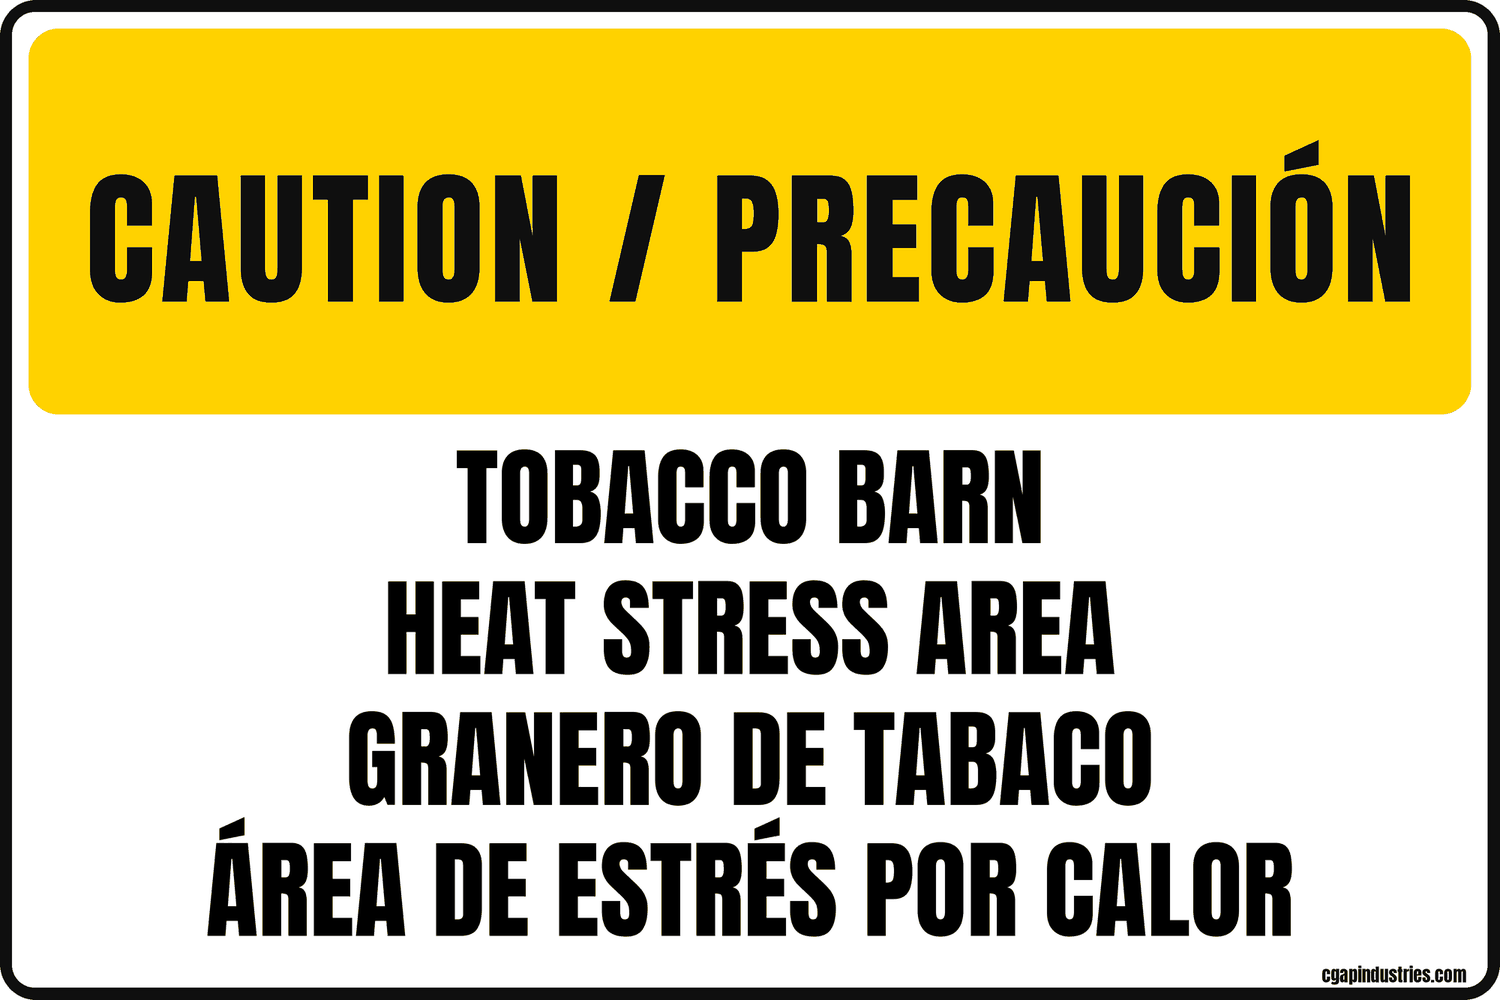 CAUTION / PRECAUCIÓN
TOBACCO BARN
HEAT STRESS AREA
GRANERO DE TABACO
ÁREA DE ESTRÉS POR CALOR
cgapindustries.com